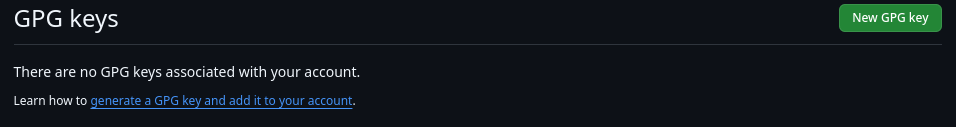 GPG keys
New GPG key
There are no GPG keys associated with your account.
Learn how to generate a GPG key and add it to your account.